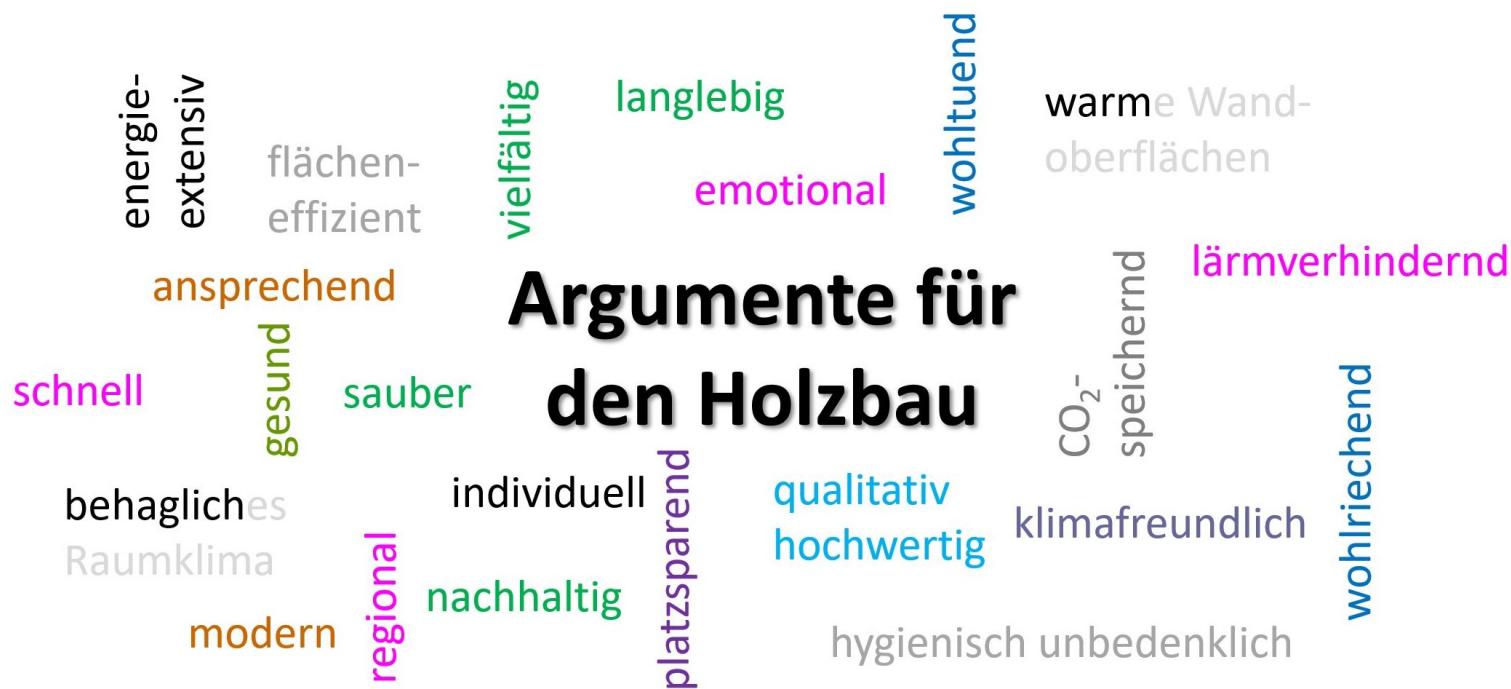 energie-
extensiv
flächen-
effizient
vielfältig
langlebig
emotional
wohltuend
warme Wand-
oberflächen
ansprechend
Argumente für
den Holzbau
lärmverhindernd
CO₂-
speichernd
schnell
gesund
sauber
wohlriechend
behagliches
Raumklima
individuell
platzsparend
qualitativ
hochwertig
klimafreundlich
regional
nachhaltig
modern
hygienisch unbedenklich